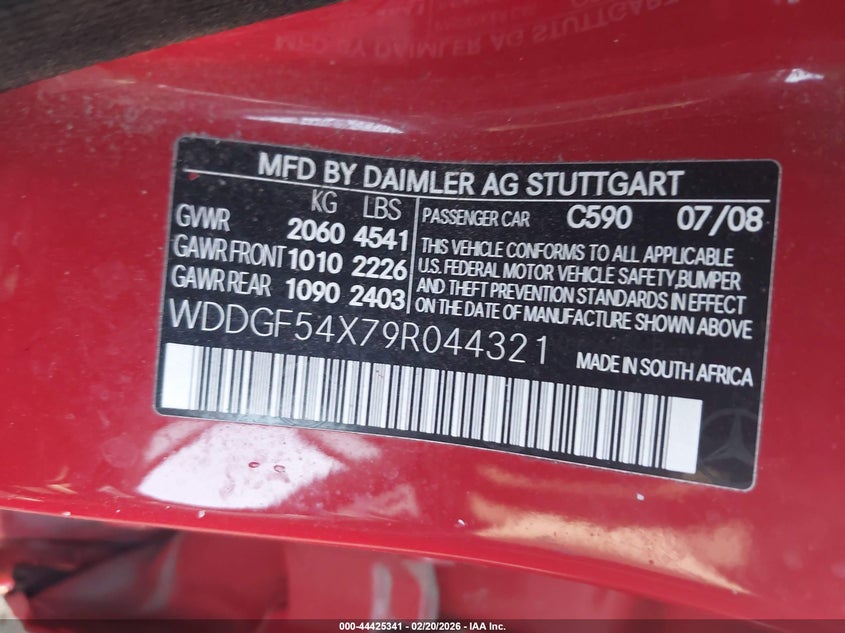 MFD BY DAIMLER AG STUTTGART
KG LBS
GVWR 2060 4541
GAWR FRONT 1010 2226
GAWR REAR 1090 2403
PASSENGER CAR C590 07/08
THIS VEHICLE CONFORMS TO ALL APPLICABLE
U.S. FEDERAL MOTOR VEHICLE SAFETY,BUMPER
AND THEFT PREVENTION STANDARDS IN EFFECT
ON THE DATE OF MANUFACTURE SHOWN ABOVE
WDDGF54X79R044321
MADE IN SOUTH AFRICA
000-44425341 | 02/20/2026 - IAA Inc.